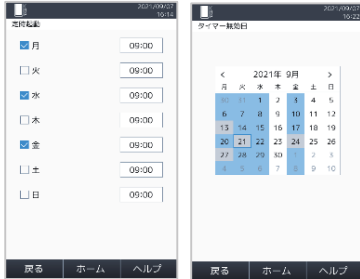 2021/09/07
16:14
定時起動
月 09:00
火 09:00
水 09:00
木 09:00
金 09:00
土 09:00
日 09:00
戻る ホーム ヘルプ
2021/09/07
16:22
タイマー無効日
< 2021年 9月 >
月 火 水 木 金 土 日
30 31 1 2 3 4 5
6 7 8 9 10 11 12
13 14 15 16 17 18 19
20 21 22 23 24 25 26
27 28 29 30 1 2 3
4 5 6 7 8 9 10
戻る ホーム ヘルプ